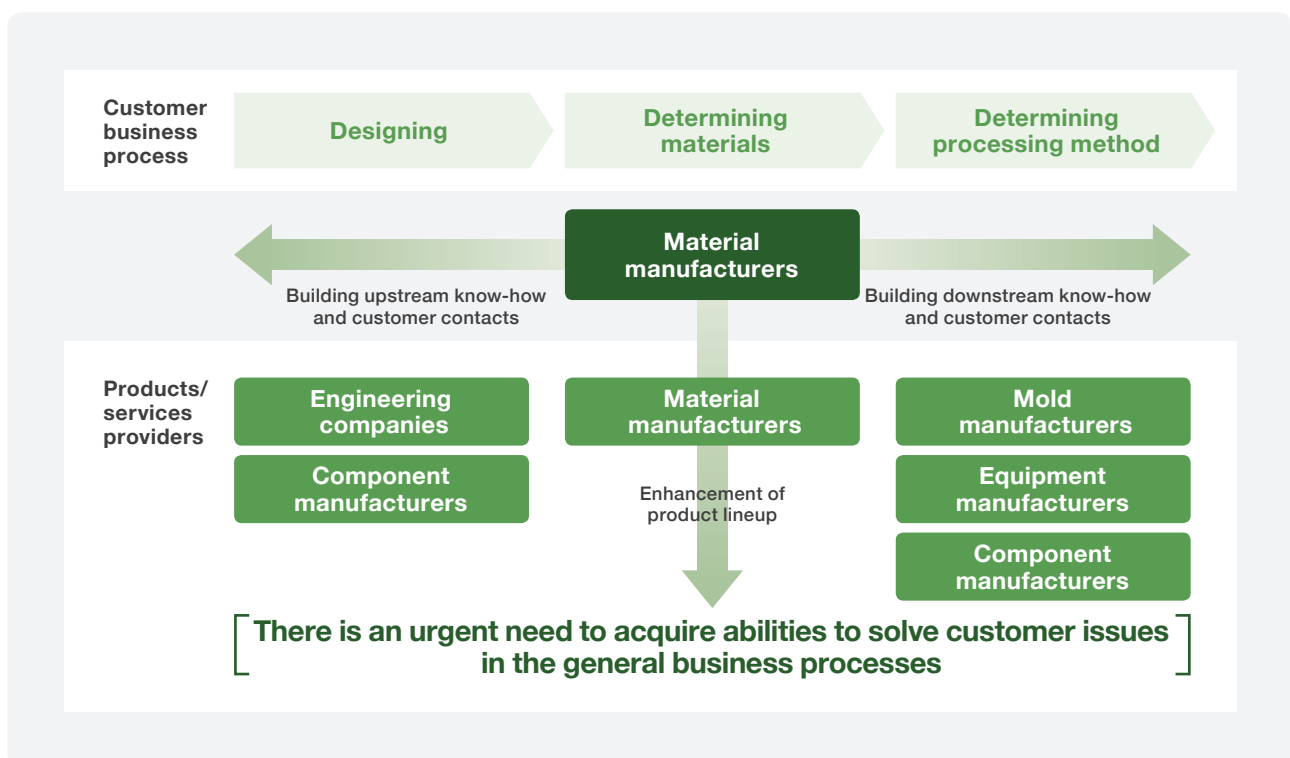 Customer
business
process
Designing
Determining
materials
Determining
processing method
Material
manufacturers
Building upstream know-how
and customer contacts
Building downstream know-how
and customer contacts
Products/
services
providers
Engineering
companies
Component
manufacturers
Material
manufacturers
Enhancement of
product lineup
Mold
manufacturers
Equipment
manufacturers
Component
manufacturers
There is an urgent need to acquire abilities to solve customer issues
in the general business processes